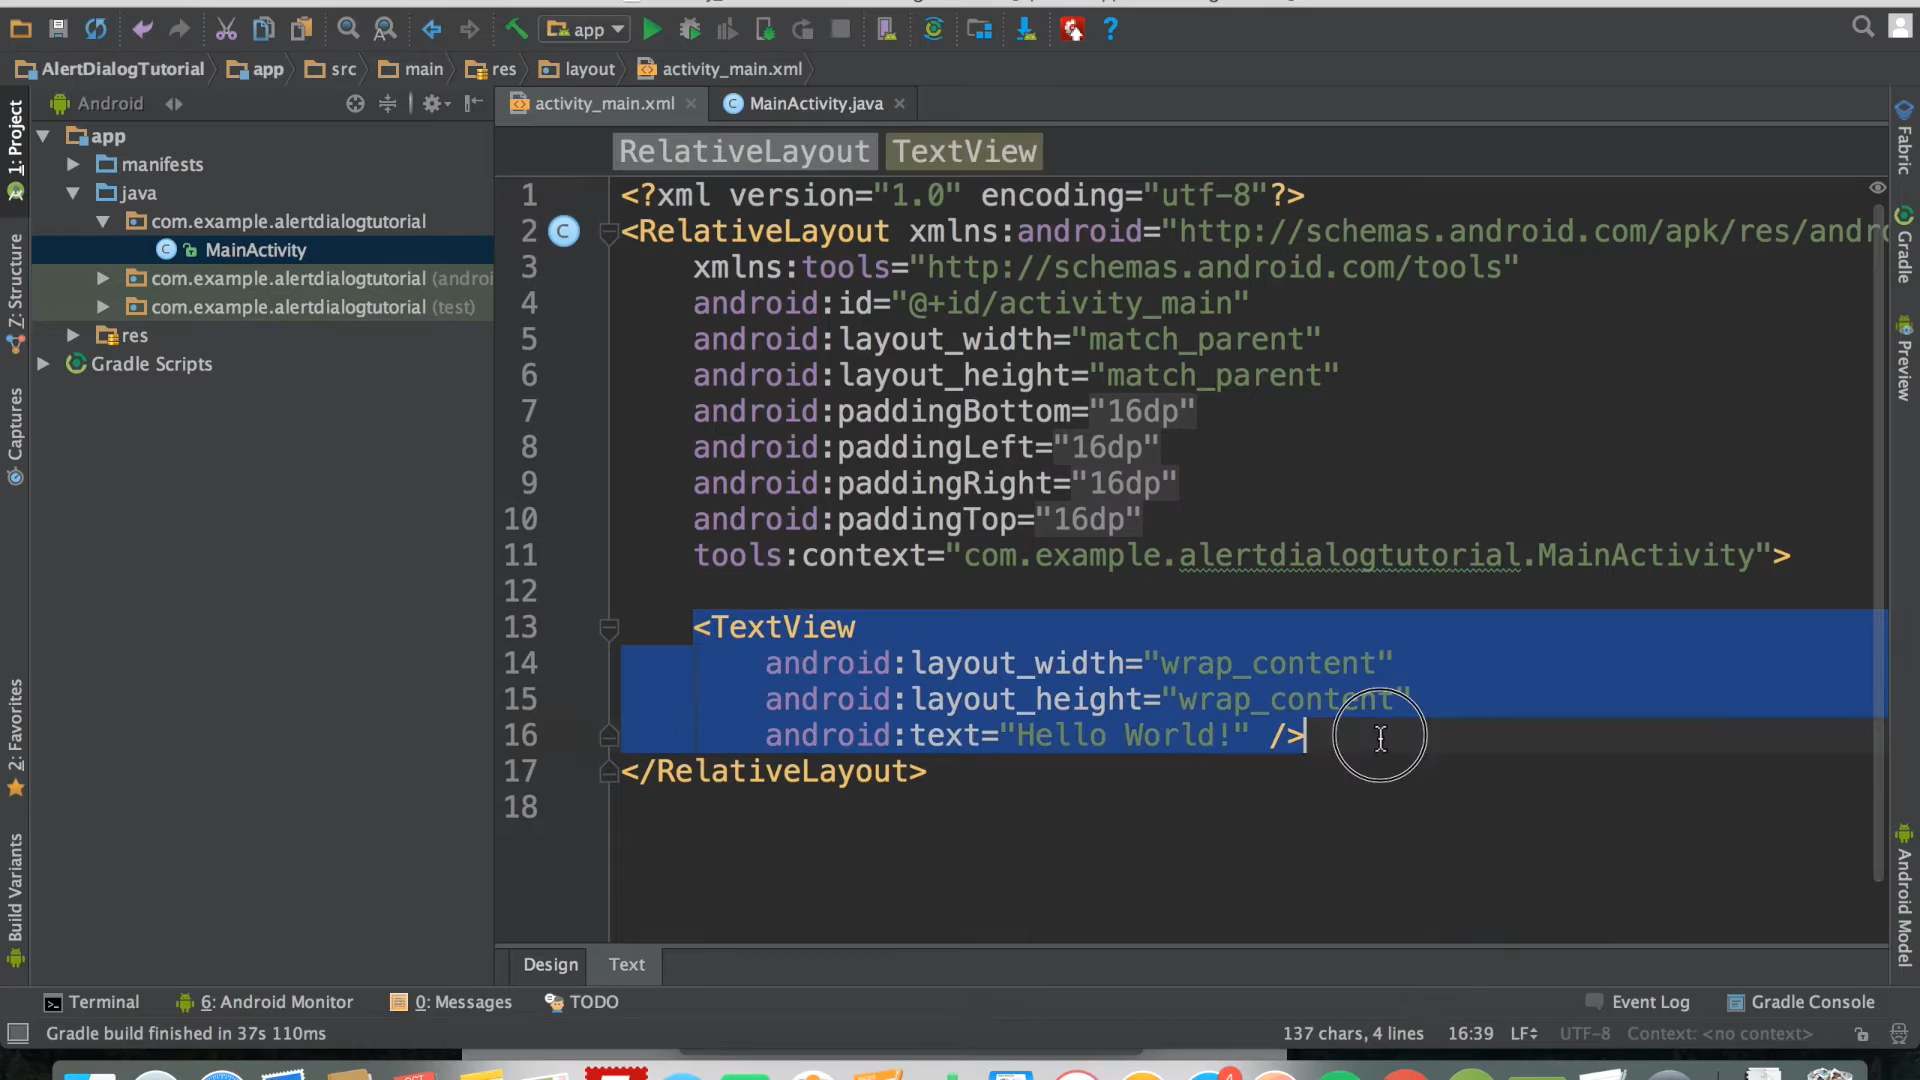 app
AlertDialogTutorial
app
src
main
res
layout
activity_main.xml
Android
activity_main.xml
MainActivity.java
1: Project
Z: Structure
Captures
2: Favorites
Build Variants
app
manifests
java
com.example.alertdialogtutorial
MainActivity
com.example.alertdialogtutorial (androi
com.example.alertdialogtutorial (test)
res
Gradle Scripts
RelativeLayout TextView
1 <?xml version="1.0" encoding="utf-8"?>
2 <RelativeLayout xmlns:android="http://schemas.android.com/apk/res/andr
3 xmlns:tools="http://schemas.android.com/tools"
4 android:id="@+id/activity_main"
5 android:layout_width="match_parent"
6 android:layout_height="match_parent"
7 android:paddingBottom="16dp"
8 android:paddingLeft="16dp"
9 android:paddingRight="16dp"
10 android:paddingTop="16dp"
11 tools:context="com.example.alertdialogtutorial.MainActivity">
12
13 <TextView
14 android:layout_width="wrap_content"
15 android:layout_height="wrap_content"
16 android:text="Hello World!" />
17 </RelativeLayout>
18
Fabric
Gradle
Preview
Android Model
Design
Text
Terminal
6: Android Monitor
0: Messages
TODO
Event Log
Gradle Console
Gradle build finished in 37s 110ms
137 chars, 4 lines
16:39
LF
UTF-8
Context: <no context>